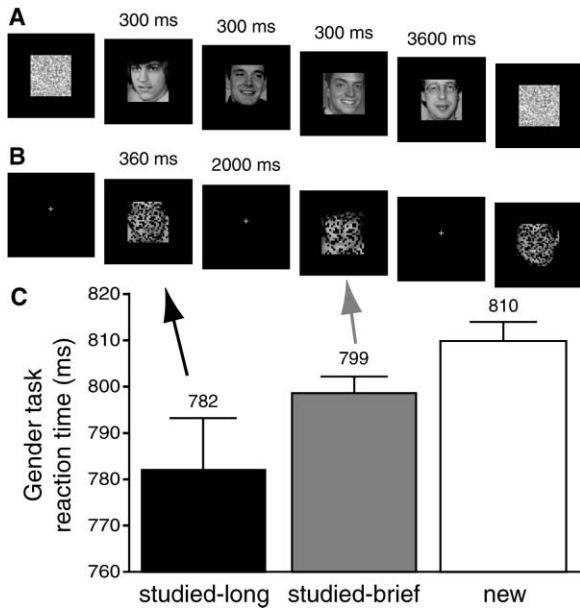 A
300 ms 300 ms 300 ms 3600 ms
B
360 ms 2000 ms
C
820
810
800
790
780
770
760
Gender task
reaction time (ms)
782
799
810
studied-long studied-brief new